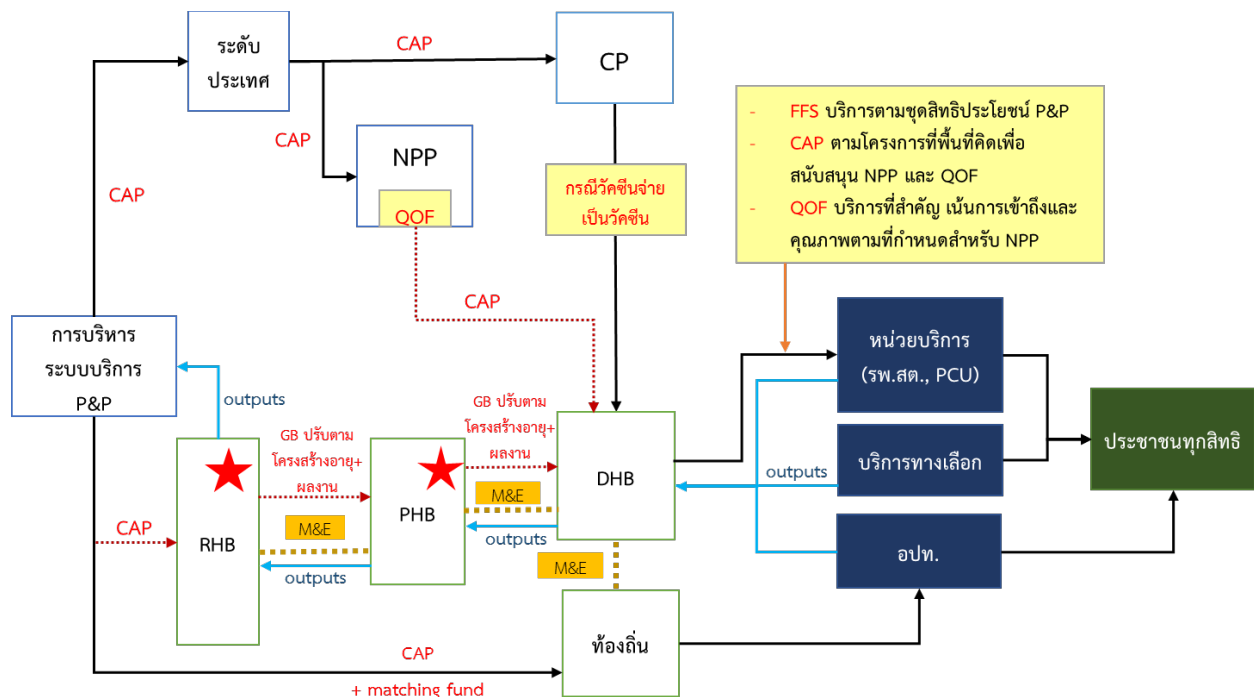 ระดับ
ประเทศ
CAP
CP
CAP
NPP
QOF
CAP
กรณีวัคซีนจ่าย
เป็นวัคซีน
- FFS บริการตามชุดสิทธิประโยชน์ P&P
- CAP ตามโครงการที่พื้นที่คิดเพื่อ
สนับสนุน NPP และ QOF
- QOF บริการที่สำคัญ เน้นการเข้าถึงและ
คุณภาพตามที่กำหนดสำหรับ NPP
CAP
การบริหาร
ระบบบริการ
P&P
outputs
หน่วยบริการ
(รพ.สต., PCU)
บริการทางเลือก
อปท.
ประชาชนทุกสิทธิ
outputs
GB ปรับตาม
โครงสร้างอายุ+
ผลงาน
GB ปรับตาม
โครงสร้างอายุ+
ผลงาน
CAP
RHB
M&E
outputs
PHB
M&E
outputs
DHB
M&E
ท้องถิ่น
CAP
+ matching fund